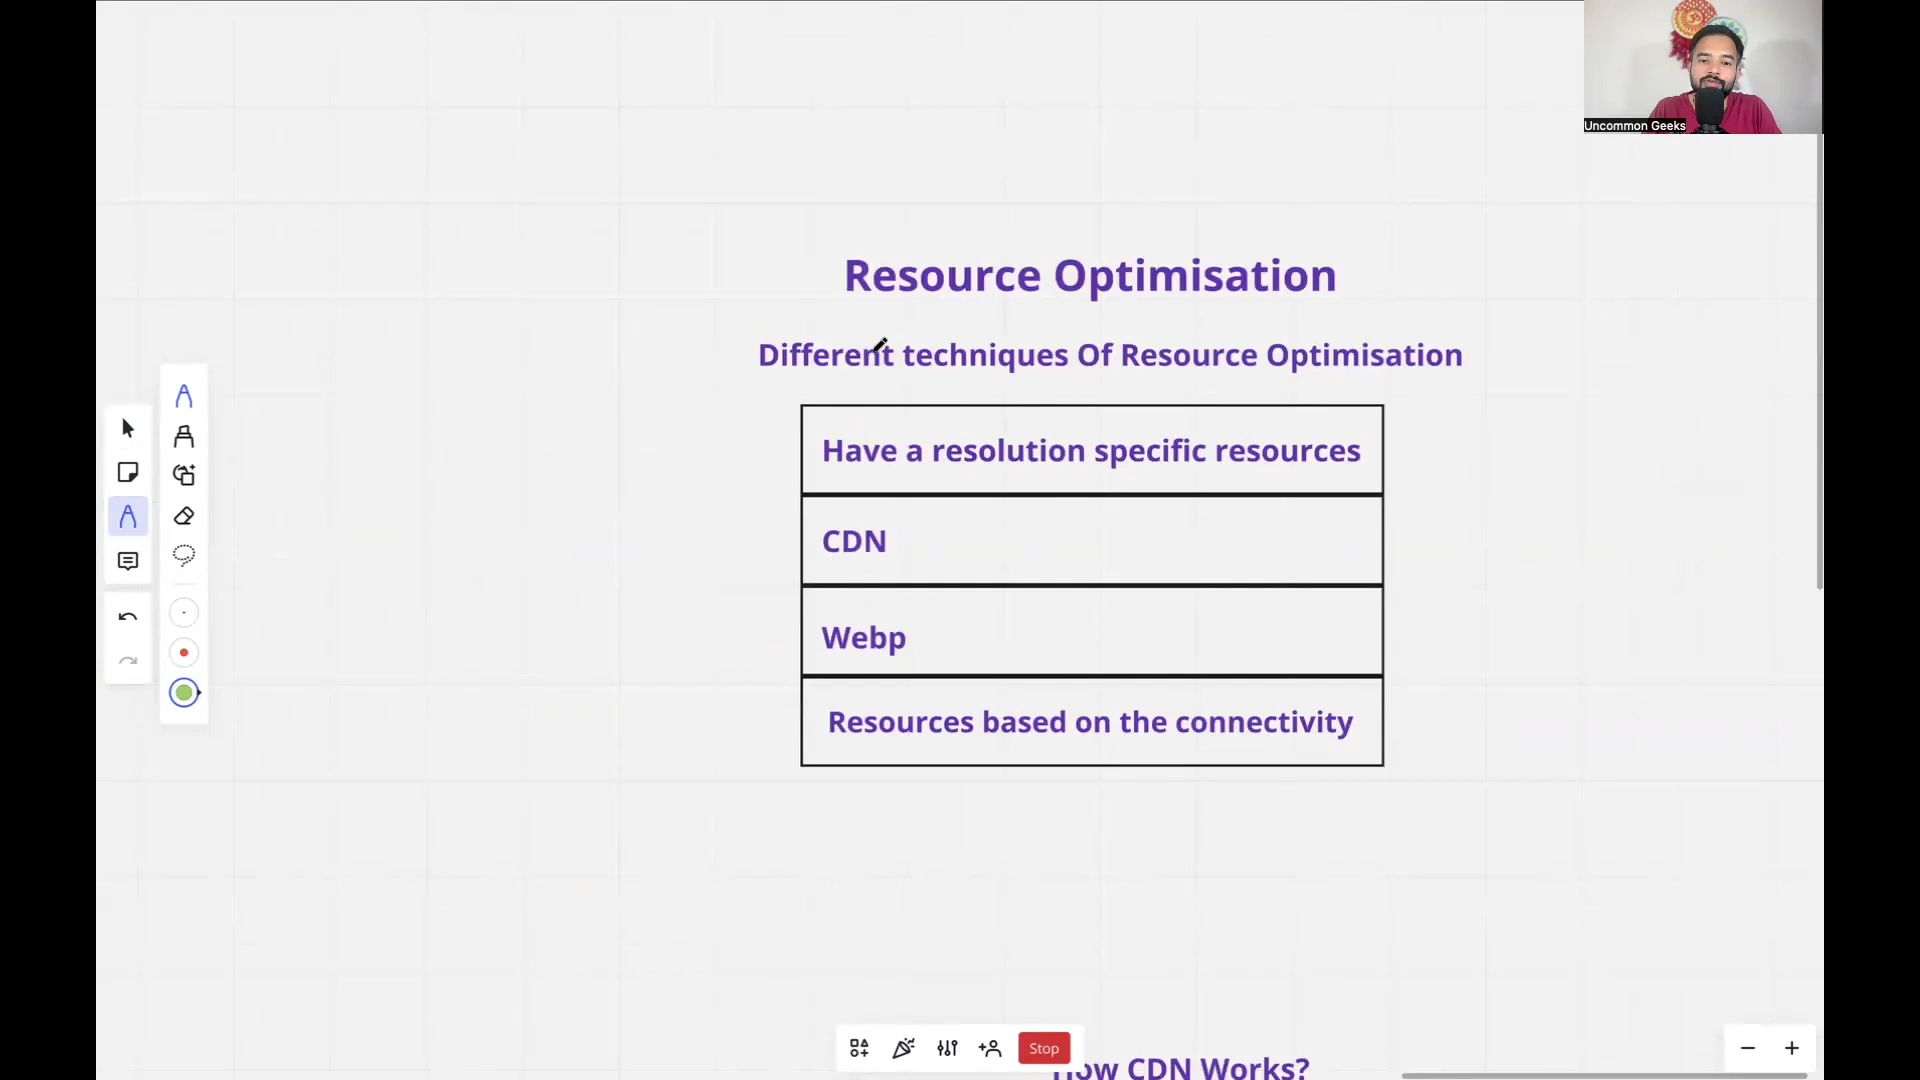 Uncommon Geeks
Resource Optimisation
Different techniques Of Resource Optimisation
Have a resolution specific resources
CDN
Webp
Resources based on the connectivity
Stop
How CDN Works?